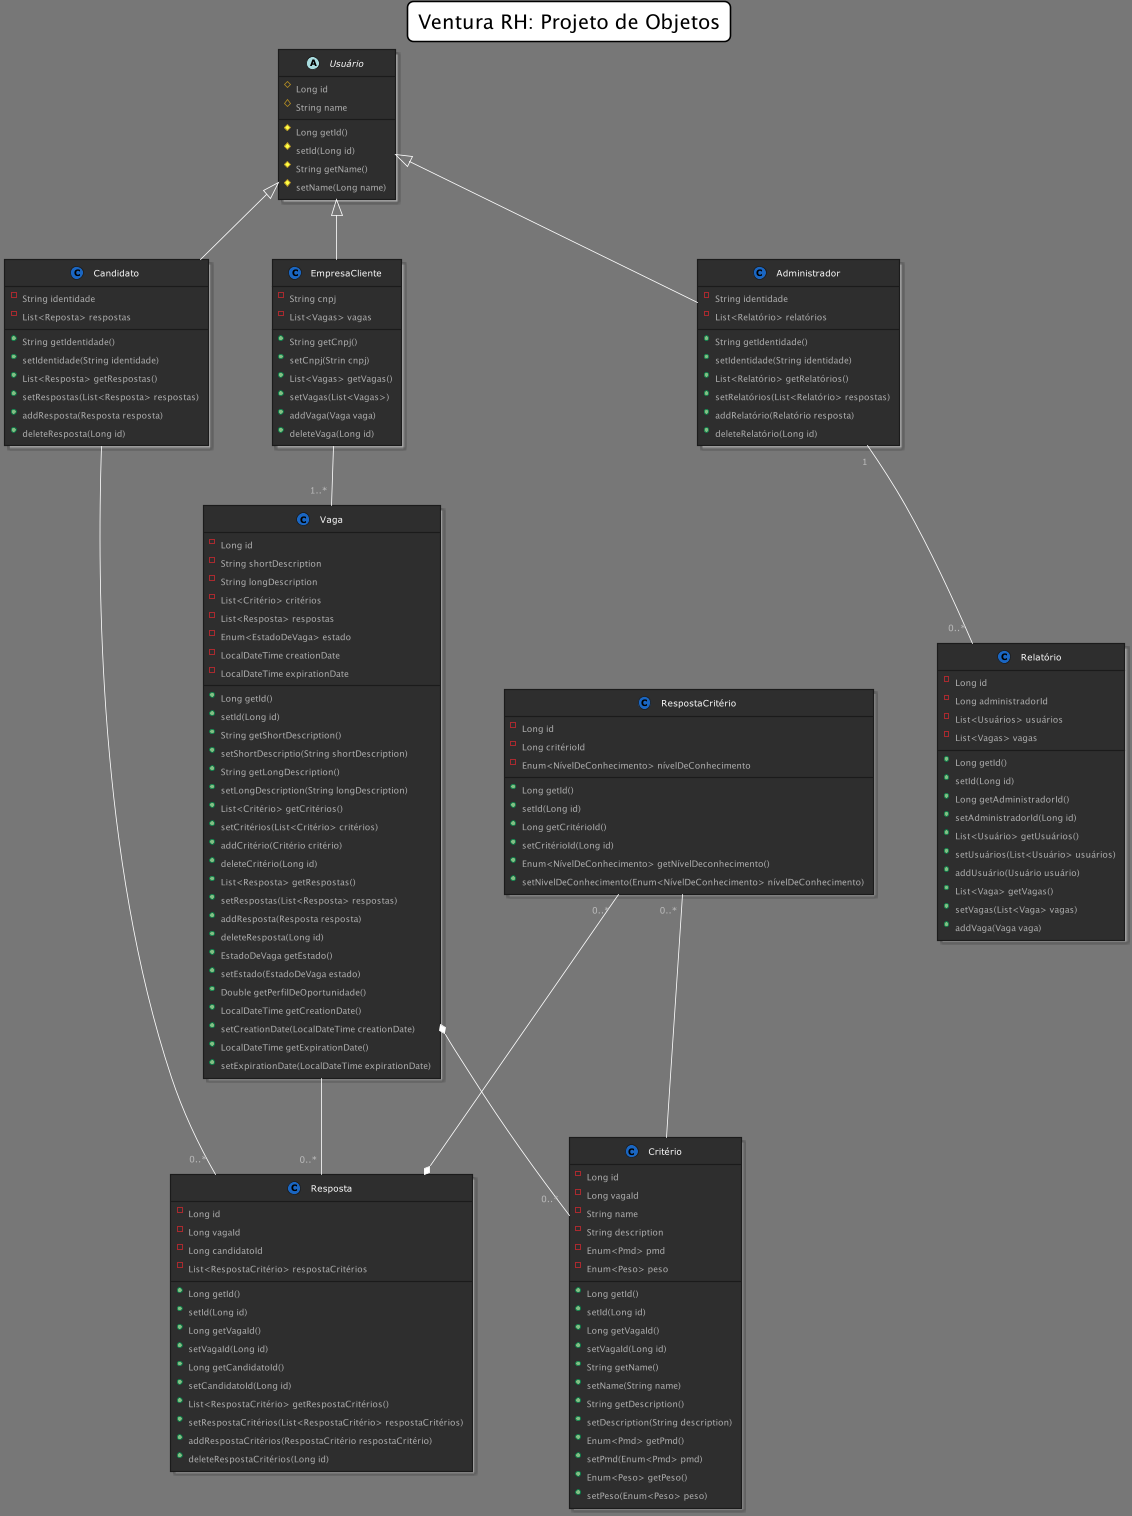 Ventura RH: Projeto de Objetos
A Usuário
Long id
String name
Long getId()
setId(Long id)
String getName()
setName(Long name)
C Candidato
String identidade
List<Reposta> respostas
String getIdentidade()
setIdentidade(String identidade)
List<Resposta> getRespostas()
setRespostas(List<Resposta> respostas)
addResposta(Resposta resposta)
deleteResposta(Long id)
C EmpresaCliente
String cnpj
List<Vagas> vagas
String getCnpj()
setCnpj(Strin cnpj)
List<Vagas> getVagas()
setVagas(List<Vagas>)
addVaga(Vaga vaga)
deleteVaga(Long id)
C Administrador
String identidade
List<Relatório> relatórios
String getIdentidade()
setIdentidade(String identidade)
List<Relatório> getRelatórios()
setRelatórios(List<Relatório> respostas)
addRelatório(Relatório resposta)
deleteRelatório(Long id)
1
1..*
C Vaga
Long id
String shortDescription
String longDescription
List<Critério> critérios
List<Resposta> respostas
Enum<EstadoDeVaga> estado
LocalDateTime creationDate
LocalDateTime expirationDate
Long getId()
setId(Long id)
String getShortDescription()
setShortDescriptio(String shortDescription)
String getLongDescription()
setLongDescription(String longDescription)
List<Critério> getCritérios()
setCritérios(List<Critério> critérios)
addCritério(Critério critério)
deleteCritério(Long id)
List<Resposta> getRespostas()
setRespostas(List<Resposta> respostas)
addResposta(Resposta resposta)
deleteResposta(Long id)
EstadoDeVaga getEstado()
setEstado(EstadoDeVaga estado)
Double getPerfilDeOportunidade()
LocalDateTime getCreationDate()
setCreationDate(LocalDateTime creationDate)
LocalDateTime getExpirationDate()
setExpirationDate(LocalDateTime expirationDate)
0..*
C Relatório
Long id
Long administradorId
List<Usuários> usuários
List<Vagas> vagas
Long getId()
setId(Long id)
Long getAdministradorId()
setAdministradorId(Long id)
List<Usuário> getUsuários()
setUsuários(List<Usuário> usuários)
addUsuário(Usuário usuário)
List<Vaga> getVagas()
setVagas(List<Vaga> vagas)
addVaga(Vaga vaga)
C RespostaCritério
Long id
Long critérioId
Enum<NívelDeConhecimento> nívelDeConhecimento
Long getId()
setId(Long id)
Long getCritérioId()
setCritérioId(Long id)
Enum<NívelDeConhecimento> getNívelDeconhecimento()
setNívelDeConhecimento(Enum<NívelDeConhecimento> nívelDeConhecimento)
0..*
0..*
0..*
0..*
0..*
C Resposta
Long id
Long vagaId
Long candidatoId
List<RespostaCritério> respostaCritérios
Long getId()
setId(Long id)
Long getVagaId()
setVagaId(Long id)
Long getCandidatoId()
setCandidatoId(Long id)
List<RespostaCritério> getRespostaCritérios()
setRespostaCritérios(List<RespostaCritério> respostaCritérios)
addRespostaCritérios(RespostaCritério respostaCritério)
deleteRespostaCritérios(Long id)
C Critério
Long id
Long vagaId
String name
String description
Enum<Pmd> pmd
Enum<Peso> peso
Long getId()
setId(Long id)
Long getVagaId()
setVagaId(Long id)
String getName()
setName(String name)
String getDescription()
setDescription(String description)
Enum<Pmd> getPmd()
setPmd(Enum<Pmd> pmd)
Enum<Peso> getPeso()
setPeso(Enum<Peso> peso)